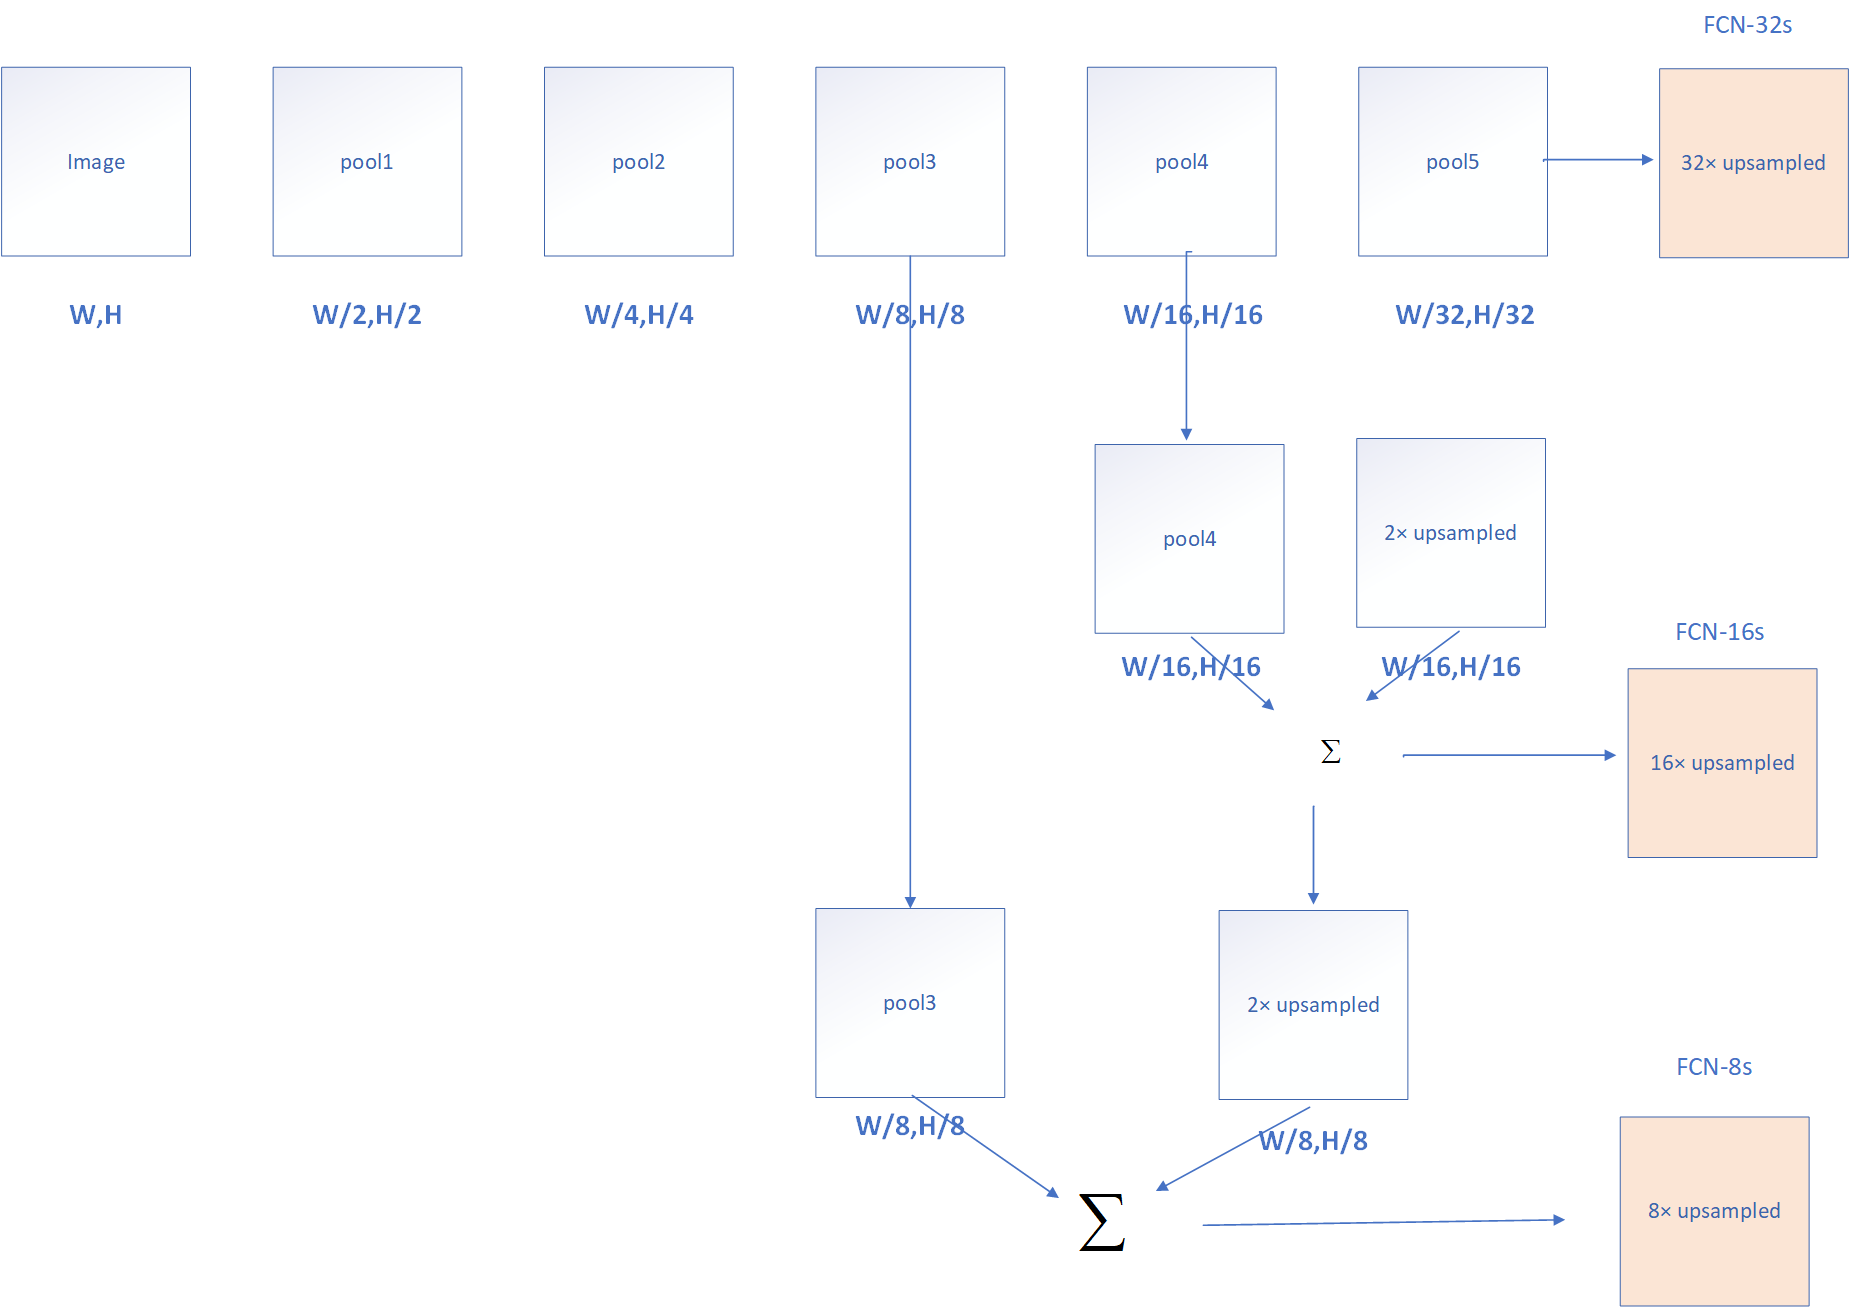 FCN-32s
Image
pool1
pool2
pool3
pool4
pool5
32× upsampled
W,H
W/2,H/2
W/4,H/4
W/8,H/8
W/16,H/16
W/32,H/32
pool4
2× upsampled
W/16,H/16
W/16,H/16
FCN-16s
∑
16× upsampled
pool3
2× upsampled
W/8,H/8
W/8,H/8
FCN-8s
∑
8× upsampled